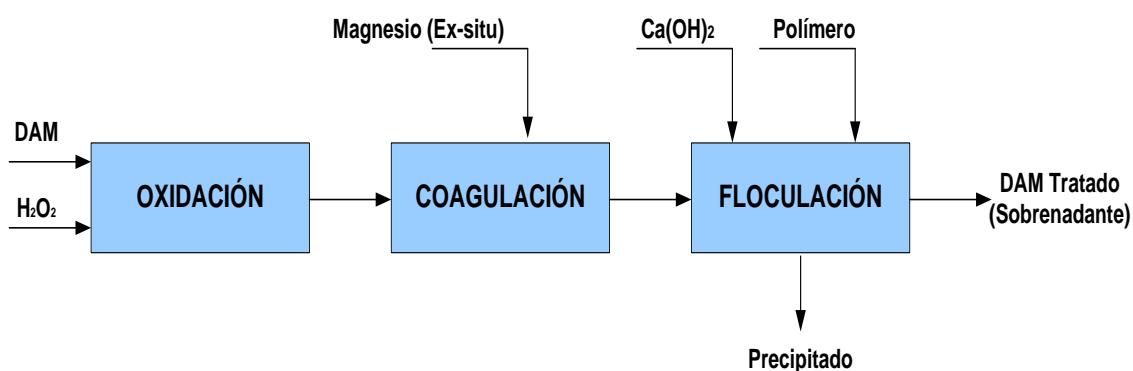 Magnesio (Ex-situ)
Ca(OH)2
Polímero
DAM
H2O2
OXIDACIÓN
COAGULACIÓN
FLOCULACIÓN
DAM Tratado
(Sobrenadante)
Precipitado